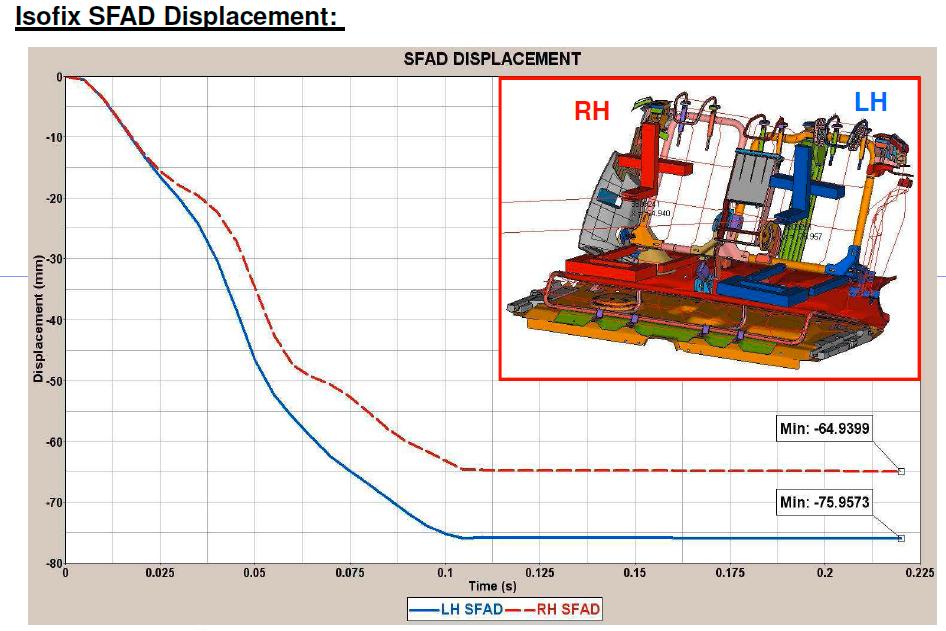 Isofix SFAD Displacement:
SFAD DISPLACEMENT
RH
LH
0
-10
-20
-30
-40
-50
-60
-70
-80
Displacement (mm)
Min: -64.9399
Min: -75.9573
0
0.025
0.05
0.075
0.1
0.125
0.15
0.175
0.2
0.225
Time (s)
LH SFAD
RH SFAD